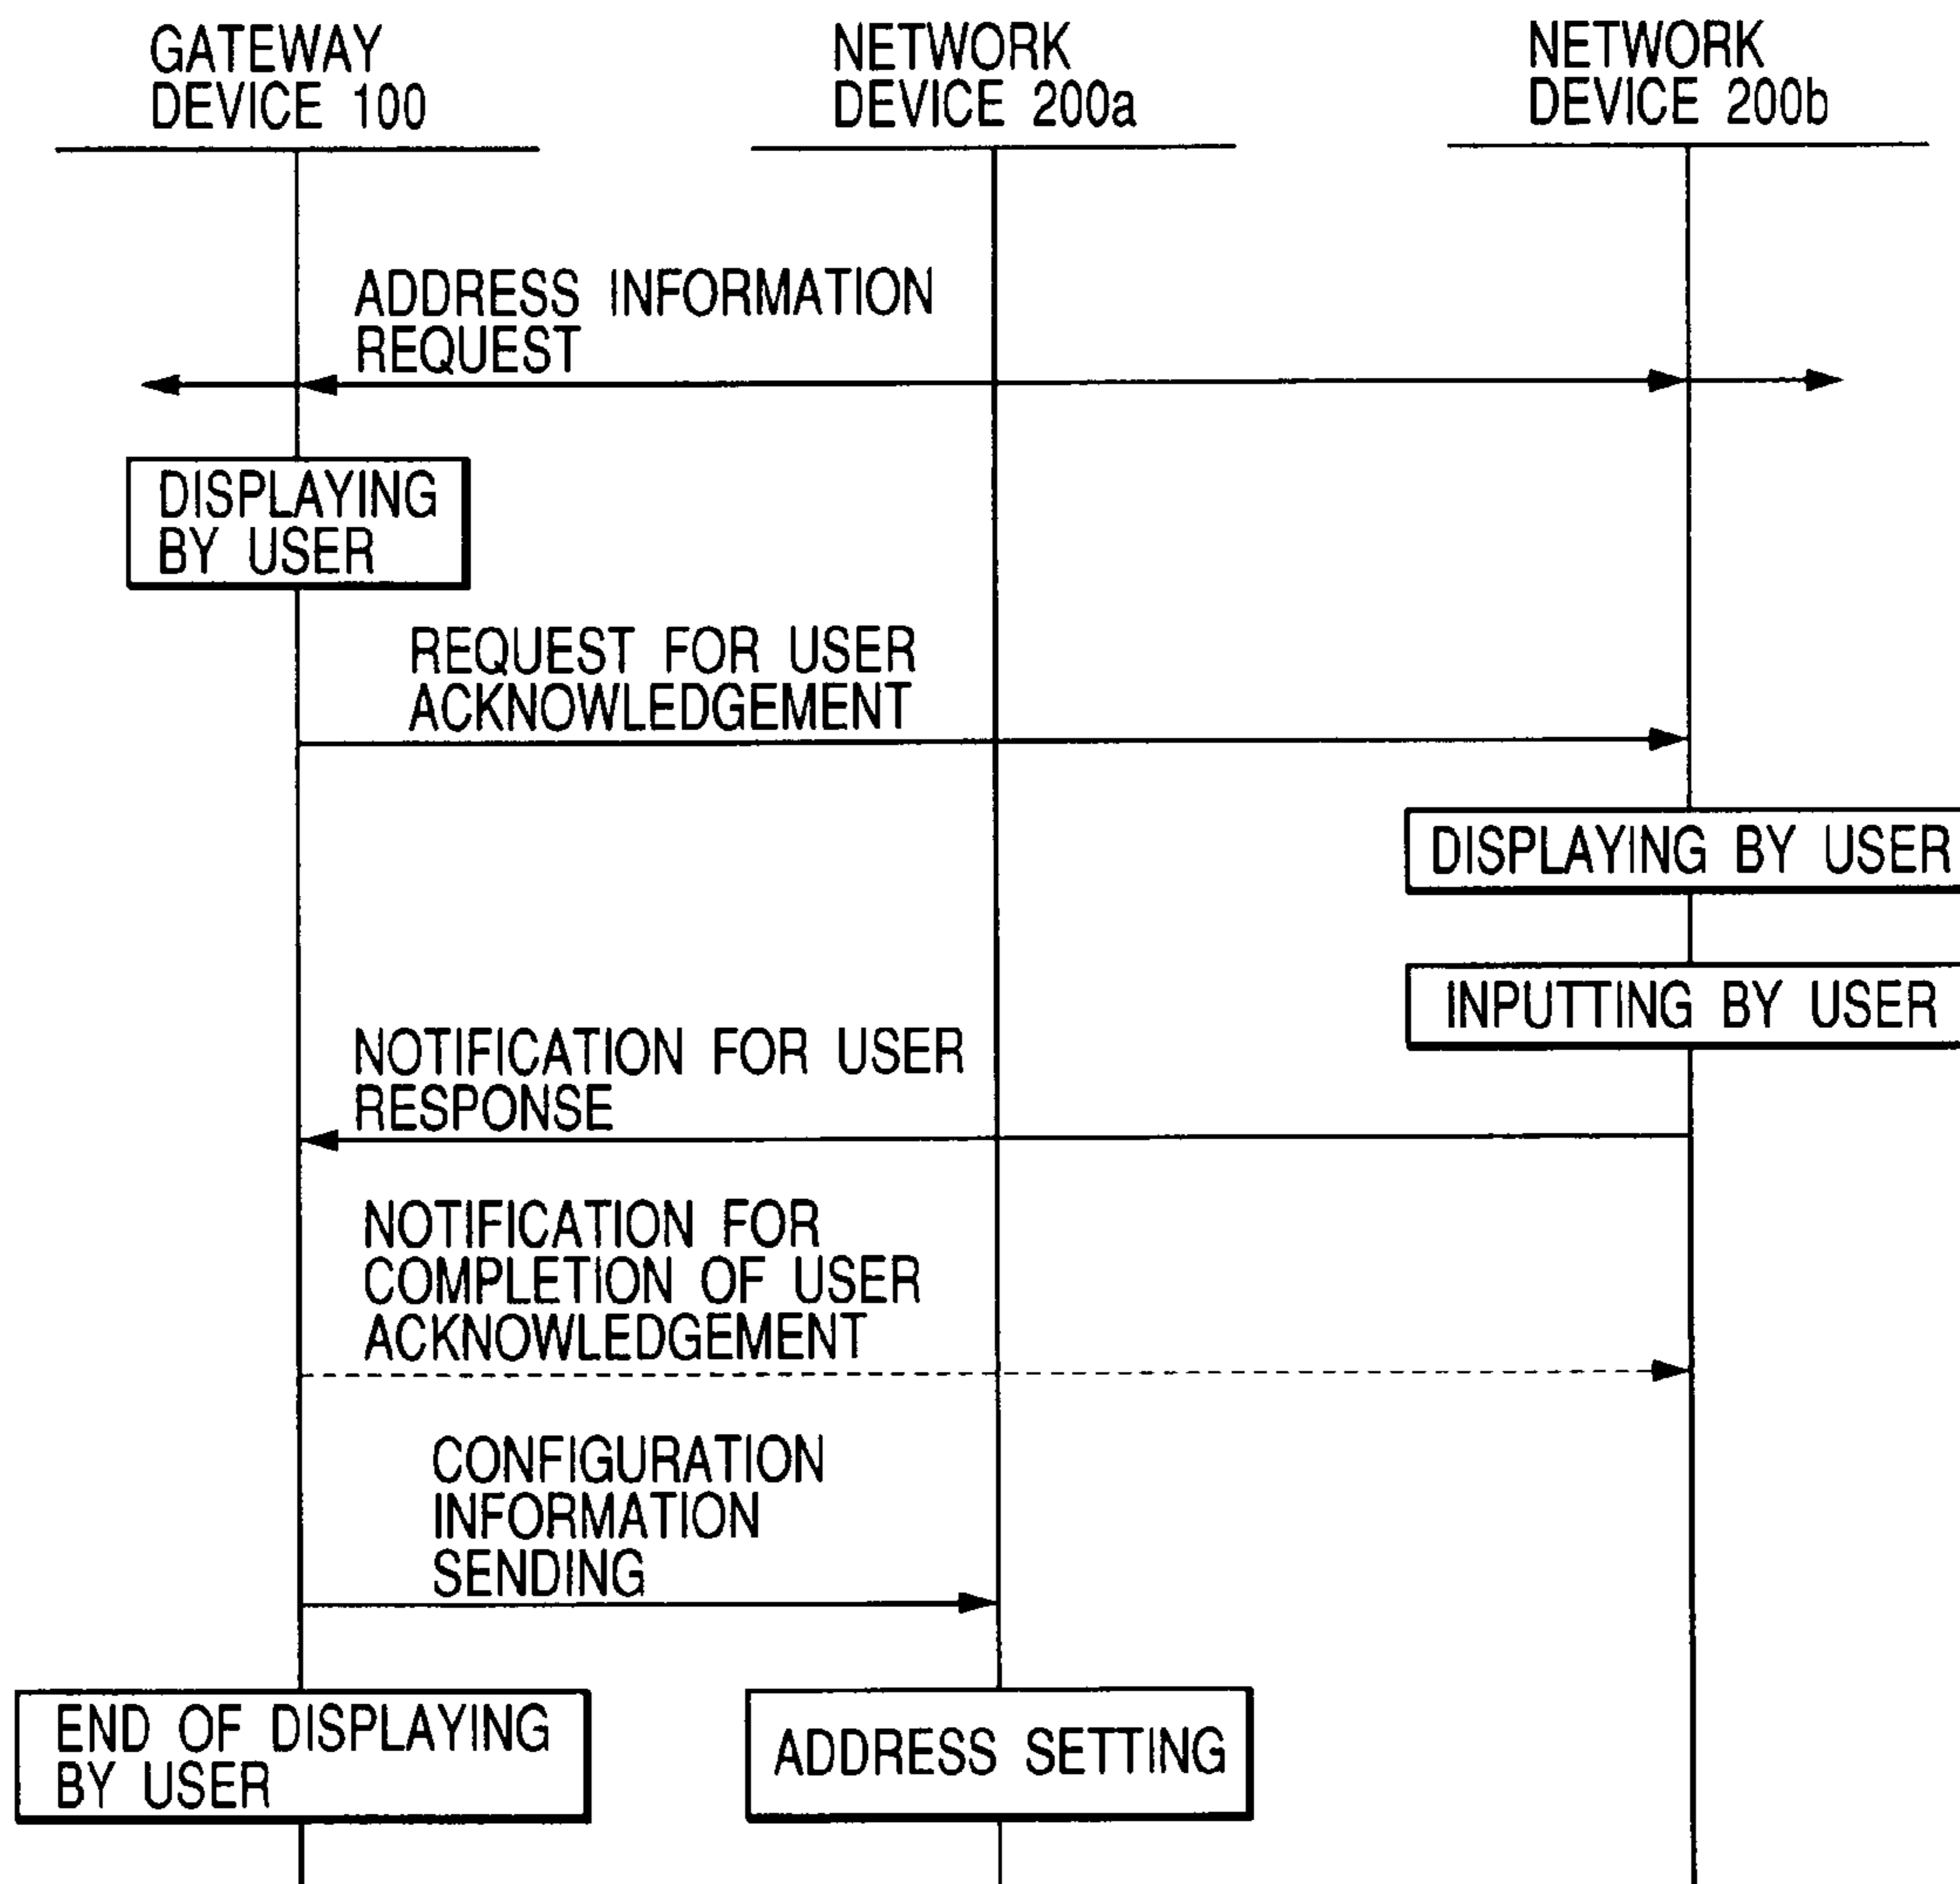 GATEWAY
DEVICE 100
NETWORK
DEVICE 200a
NETWORK
DEVICE 200b
ADDRESS INFORMATION
REQUEST
DISPLAYING
BY USER
REQUEST FOR USER
ACKNOWLEDGEMENT
DISPLAYING BY USER
INPUTTING BY USER
NOTIFICATION FOR USER
RESPONSE
NOTIFICATION FOR
COMPLETION OF USER
ACKNOWLEDGEMENT
CONFIGURATION
INFORMATION
SENDING
END OF DISPLAYING
BY USER
ADDRESS SETTING